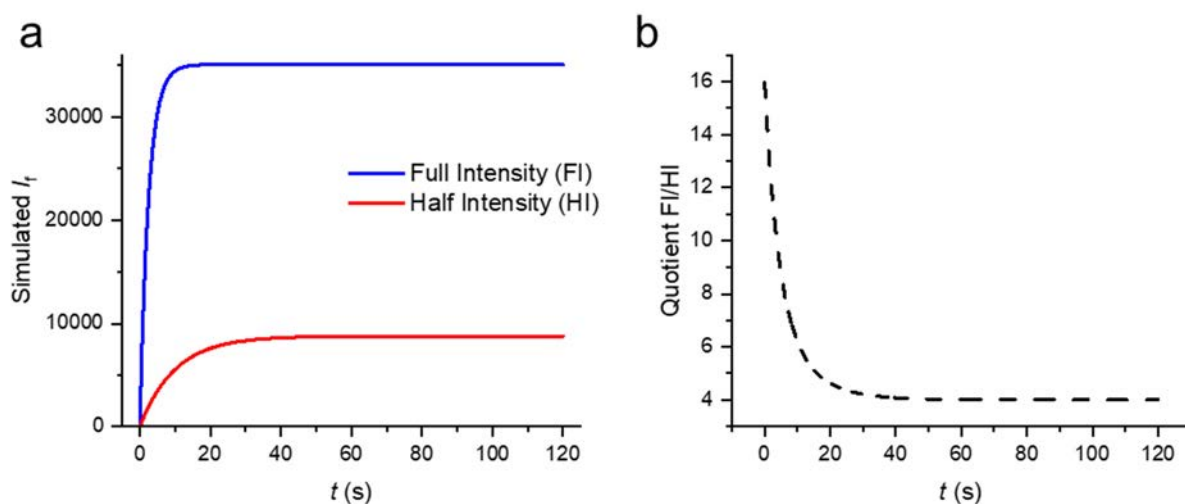 a
Simulated If
30000
20000
10000
0
Full Intensity (FI)
Half Intensity (HI)
0 20 40 60 80 100 120
t (s)
b
Quotient FI/HI
16
14
12
10
8
6
4
0 20 40 60 80 100 120
t (s)